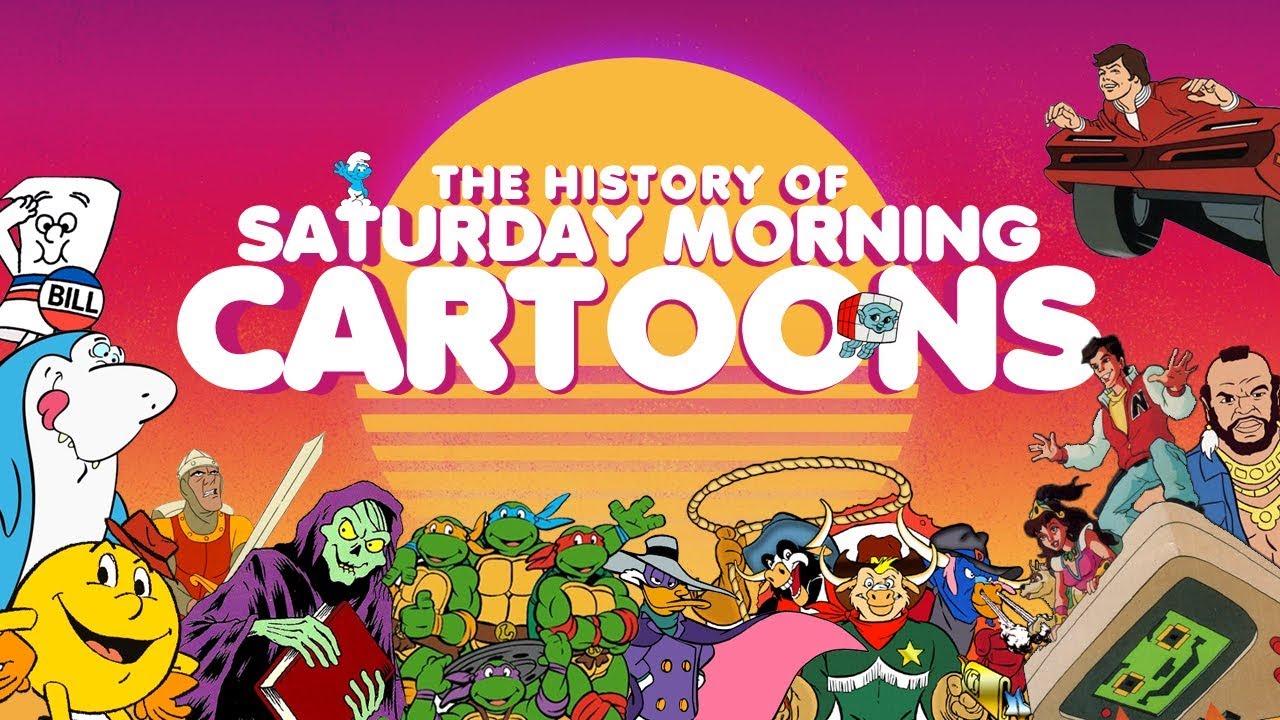 THE HISTORY OF
SATURDAY MORNING
CARTOONS
BILL
N